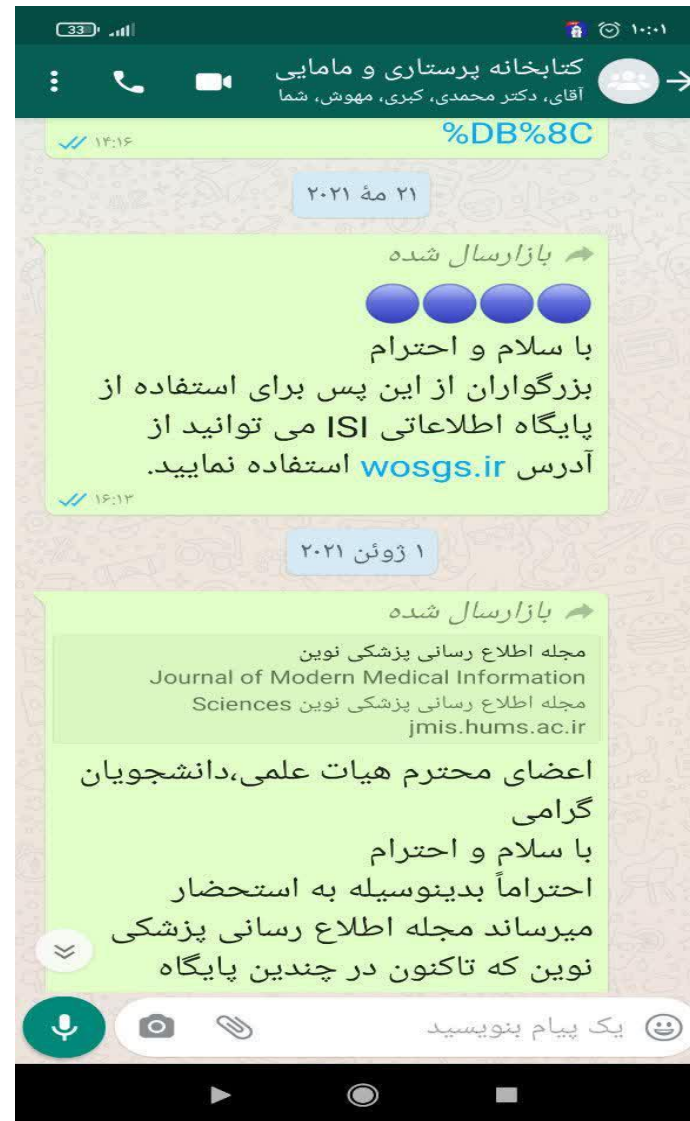 33
۱۰:۰۱
کتابخانه پرستاری و مامایی
آقای، دکتر محمدی، کبری، مهوش، شما
%DB%8C
۱۴:۱۶
۲۱ مهٔ ۲۰۲۱
بازارسال شده
با سلام و احترام
بزرگواران از این پس برای استفاده از
پایگاه اطلاعاتی ISI می توانید از
آدرس wosgs.ir استفاده نمایید.
۱۶:۱۳
۱ ژوئن ۲۰۲۱
بازارسال شده
مجله اطلاع رسانی پزشکی نوین
Journal of Modern Medical Information
مجله اطلاع رسانی پزشکی نوین Sciences
jmis.hums.ac.ir
اعضای محترم هیات علمی،دانشجویان
گرامی
با سلام و احترام
احتراماً بدینوسیله به استحضار
میرساند مجله اطلاع رسانی پزشکی
نوین که تاکنون در چندین پایگاه
یک پیام بنویسید